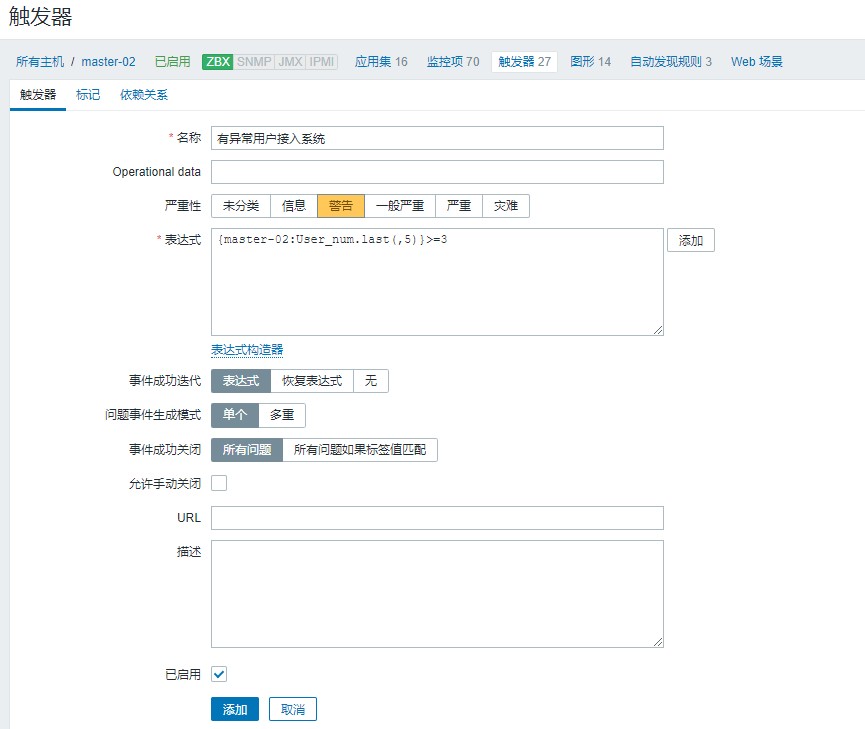 触发器
所有主机 / master-02 已启用 ZBX SNMP JMX IPMI 应用集 16 监控项 70 触发器 27 图形 14 自动发现规则 3 Web 场景
触发器 标记 依赖关系
* 名称 有异常用户接入系统
Operational data
严重性 未分类 信息 警告 一般严重 严重 灾难
* 表达式 {master-02:User_num.last(,5)}>=3 添加
表达式构造器
事件成功迭代 表达式 恢复表达式 无
问题事件生成模式 单个 多重
事件成功关闭 所有问题 所有问题如果标签值匹配
允许手动关闭
URL
描述
已启用
添加 取消